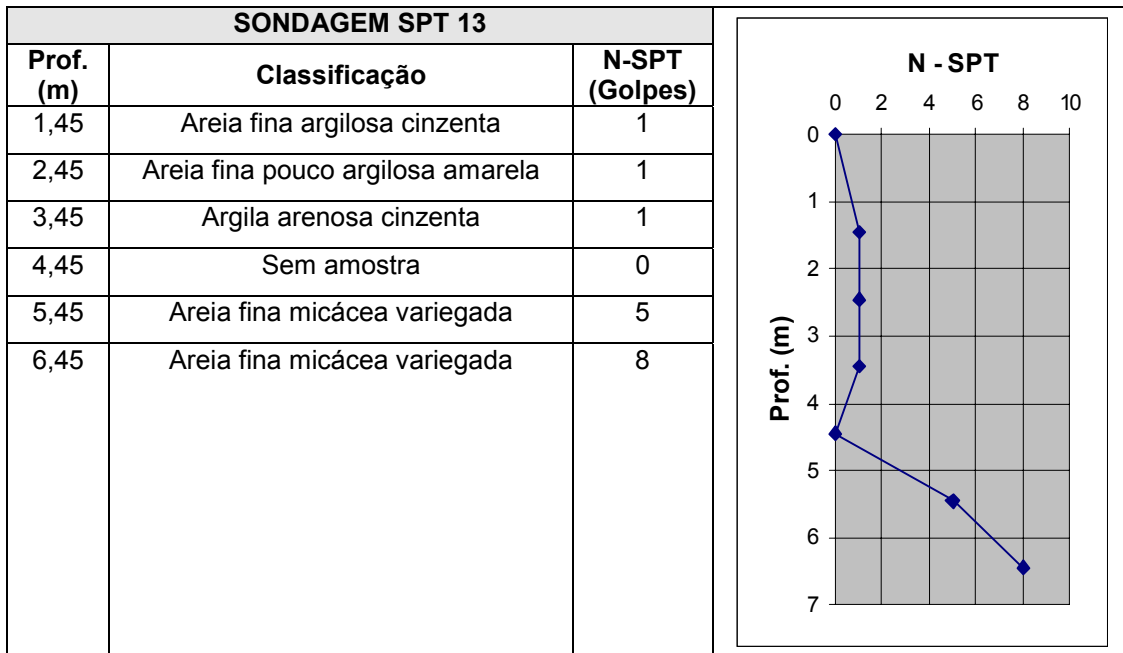 SONDAGEM SPT 13
Prof. (m) Classificação N-SPT (Golpes)
1,45 Areia fina argilosa cinzenta 1
2,45 Areia fina pouco argilosa amarela 1
3,45 Argila arenosa cinzenta 1
4,45 Sem amostra 0
5,45 Areia fina micácea variegada 5
6,45 Areia fina micácea variegada 8
N - SPT
0 2 4 6 8 10
0
1
2
3
4
5
6
7
Prof. (m)